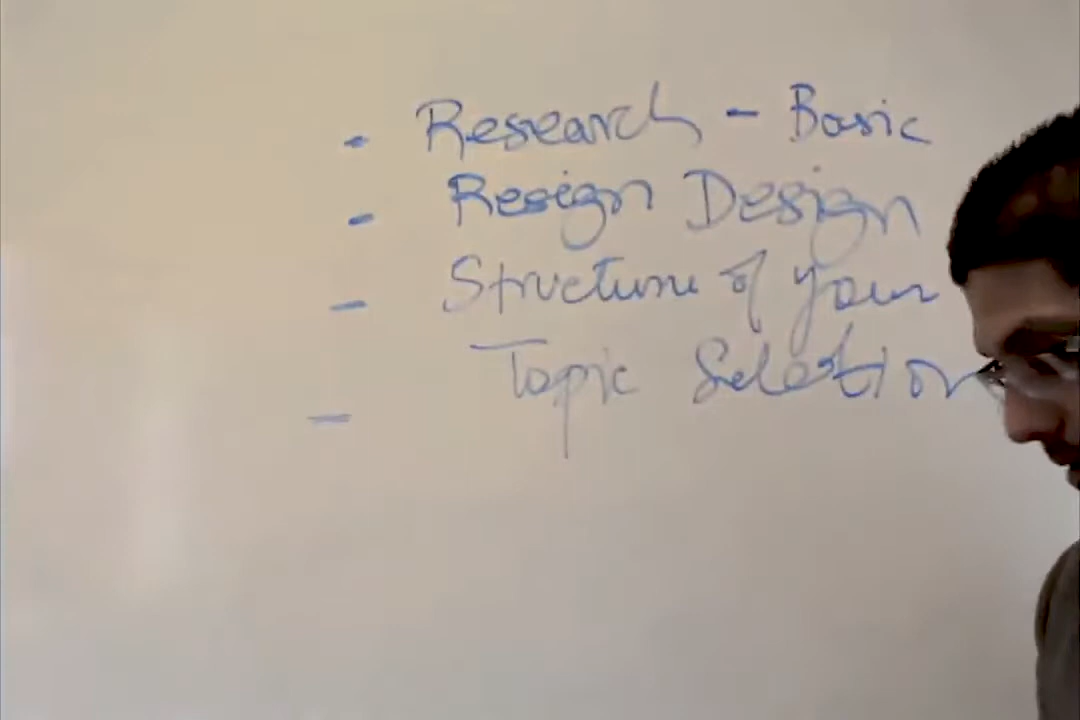 - Research - Basic
- Resign Design
- Structure of your
- Topic Selection